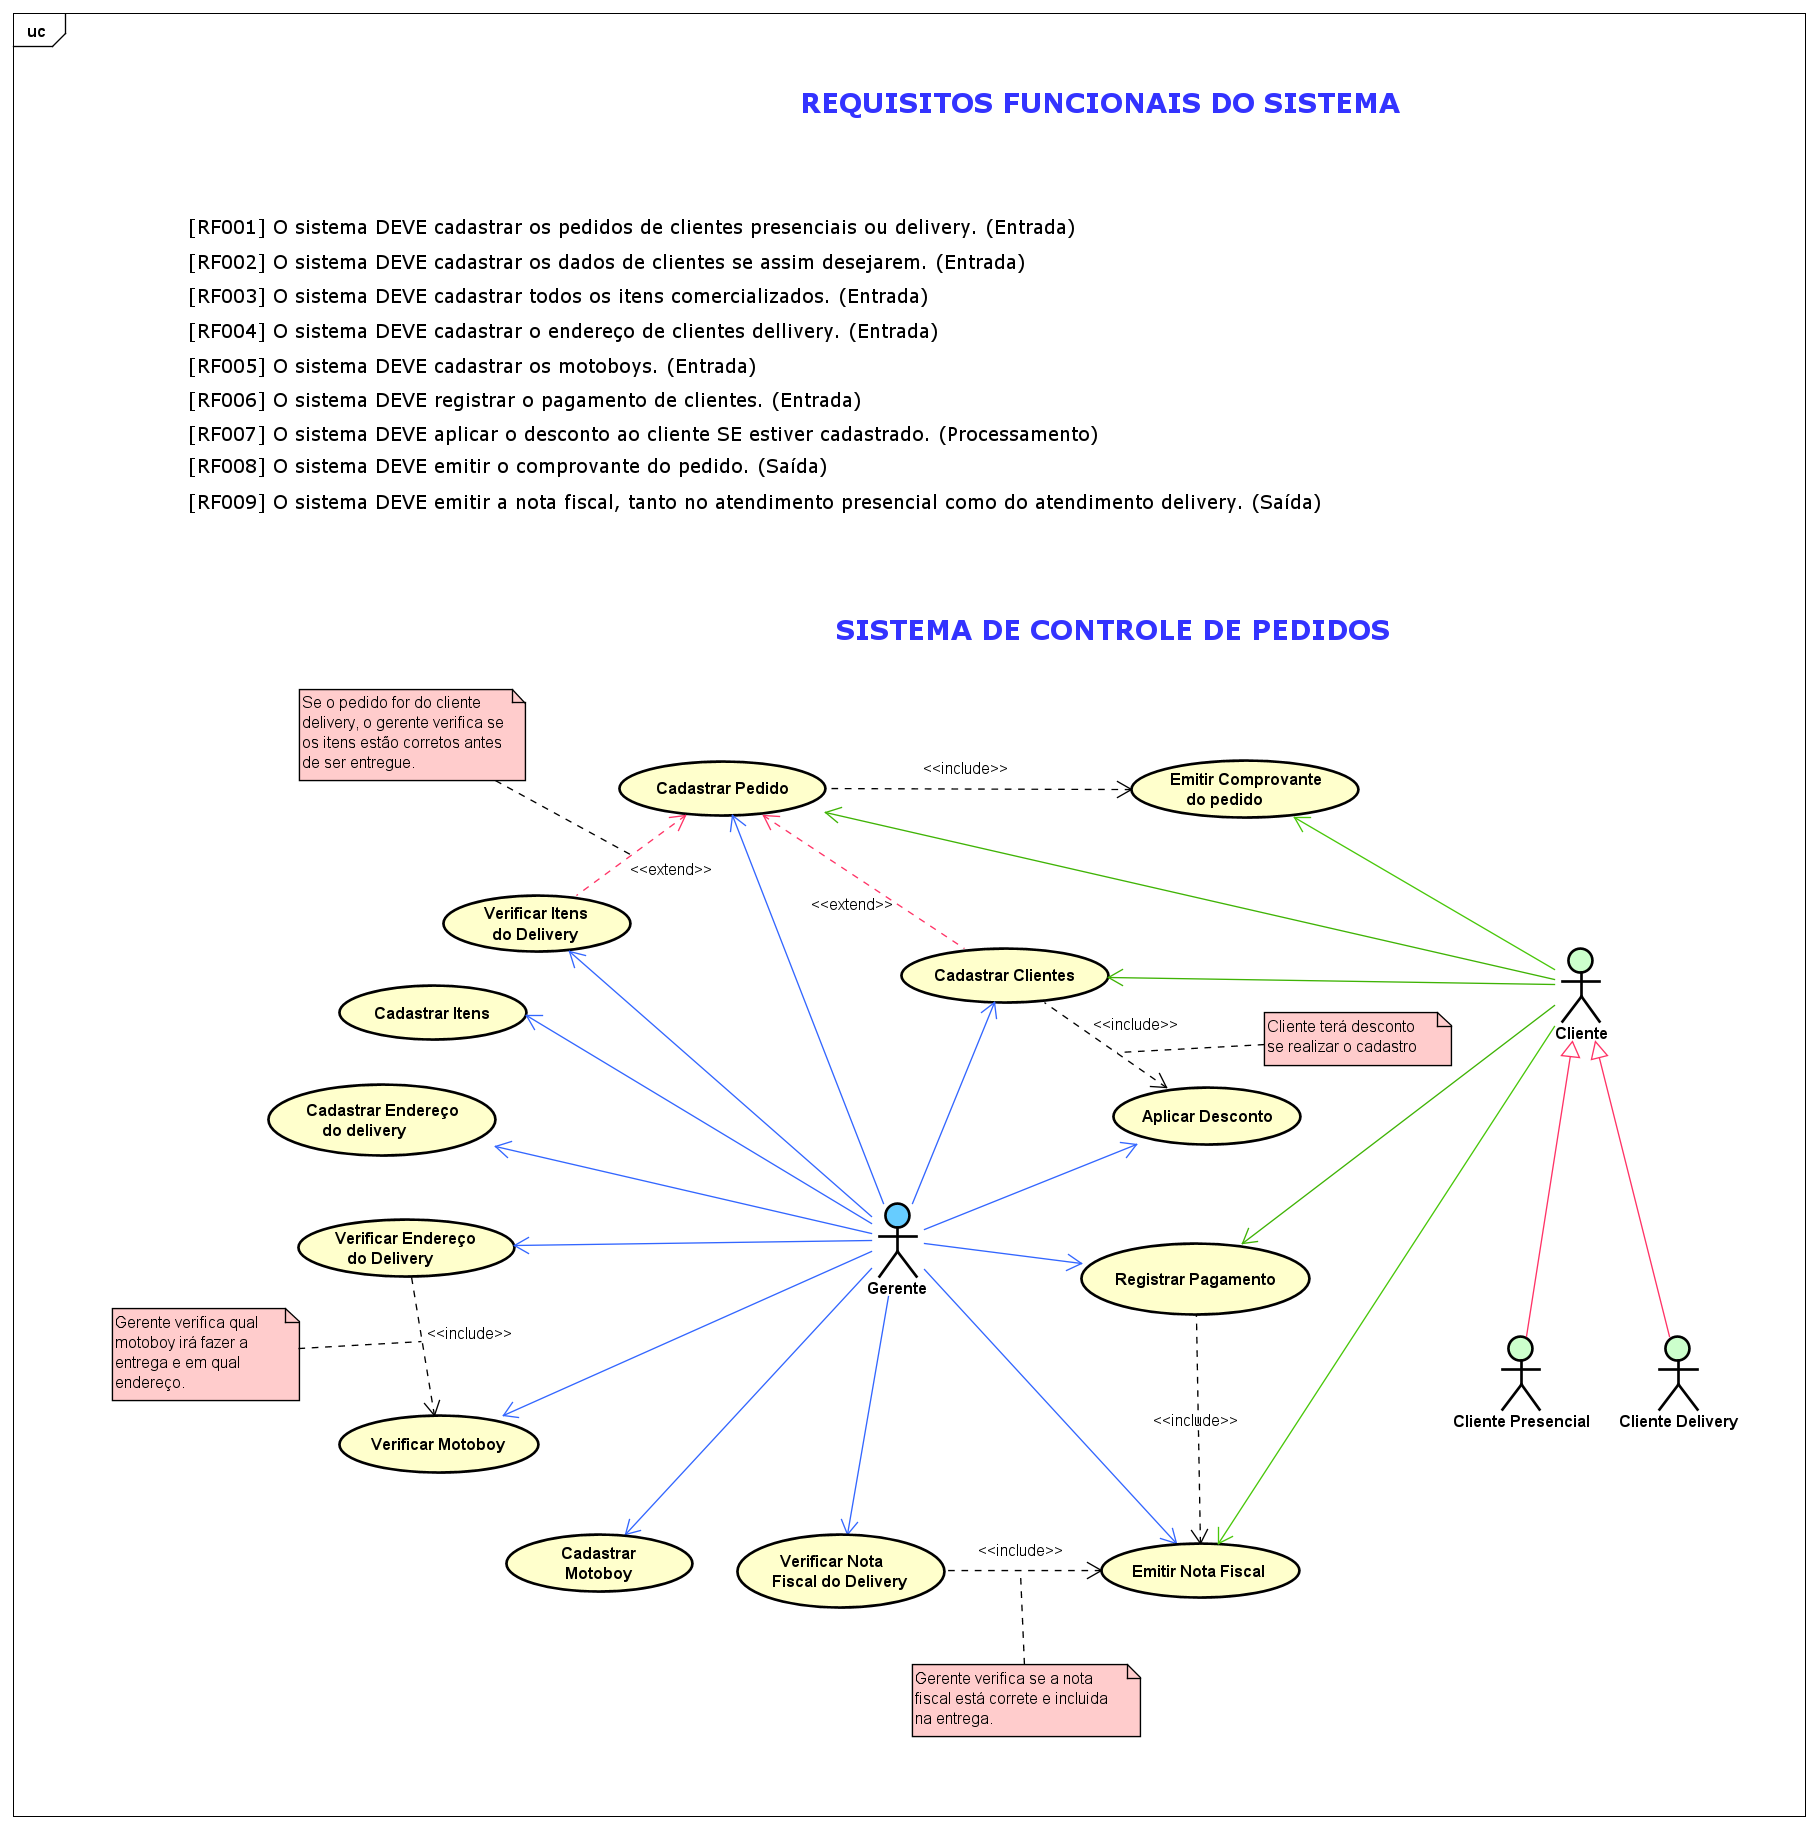 uc
REQUISITOS FUNCIONAIS DO SISTEMA
[RF001] O sistema DEVE cadastrar os pedidos de clientes presenciais ou delivery. (Entrada)
[RF002] O sistema DEVE cadastrar os dados de clientes se assim desejarem. (Entrada)
[RF003] O sistema DEVE cadastrar todos os itens comercializados. (Entrada)
[RF004] O sistema DEVE cadastrar o endereço de clientes dellivery. (Entrada)
[RF005] O sistema DEVE cadastrar os motoboys. (Entrada)
[RF006] O sistema DEVE registrar o pagamento de clientes. (Entrada)
[RF007] O sistema DEVE aplicar o desconto ao cliente SE estiver cadastrado. (Processamento)
[RF008] O sistema DEVE emitir o comprovante do pedido. (Saída)
[RF009] O sistema DEVE emitir a nota fiscal, tanto no atendimento presencial como do atendimento delivery. (Saída)
SISTEMA DE CONTROLE DE PEDIDOS
Se o pedido for do cliente
delivery, o gerente verifica se
os itens estão corretos antes
de ser entregue.
Cadastrar Pedido
<<include>>
Emitir Comprovante
do pedido
<<extend>>
<<extend>>
Verificar Itens
do Delivery
Cadastrar Clientes
Cadastrar Itens
<<include>>
Cliente terá desconto
se realizar o cadastro
Cliente
Cadastrar Endereço
do delivery
Aplicar Desconto
Verificar Endereço
do Delivery
Gerente
Registrar Pagamento
Gerente verifica qual
motoboy irá fazer a
entrega e em qual
endereço.
<<include>>
Cliente Presencial
Cliente Delivery
<<include>>
Verificar Motoboy
Cadastrar
Motoboy
Verificar Nota
Fiscal do Delivery
<<include>>
Emitir Nota Fiscal
Gerente verifica se a nota
fiscal está correte e incluida
na entrega.